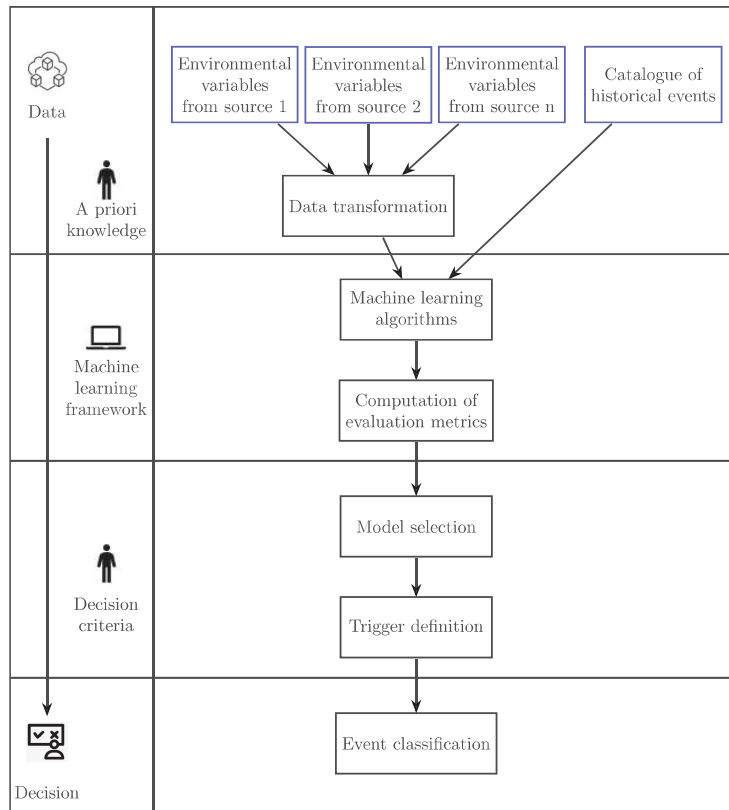 Data
A priori
knowledge
Environmental
variables
from source 1
Environmental
variables
from source 2
Environmental
variables
from source n
Catalogue of
historical events
Data transformation
Machine
learning
framework
Machine learning
algorithms
Computation of
evaluation metrics
Decision
criteria
Model selection
Trigger definition
Decision
Event classification